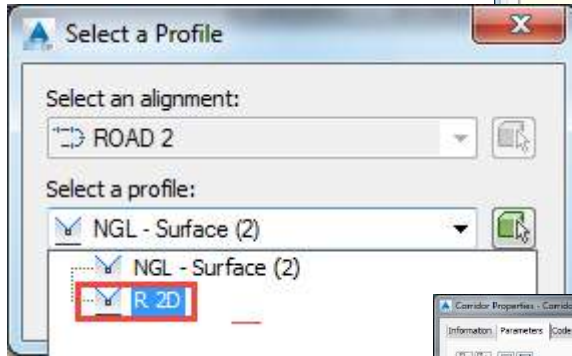 Select a Profile
Select an alignment:
ROAD 2
Select a profile:
NGL - Surface (2)
NGL - Surface (2)
R 2D
Corridor Properties - Corrido
Information Parameters Code